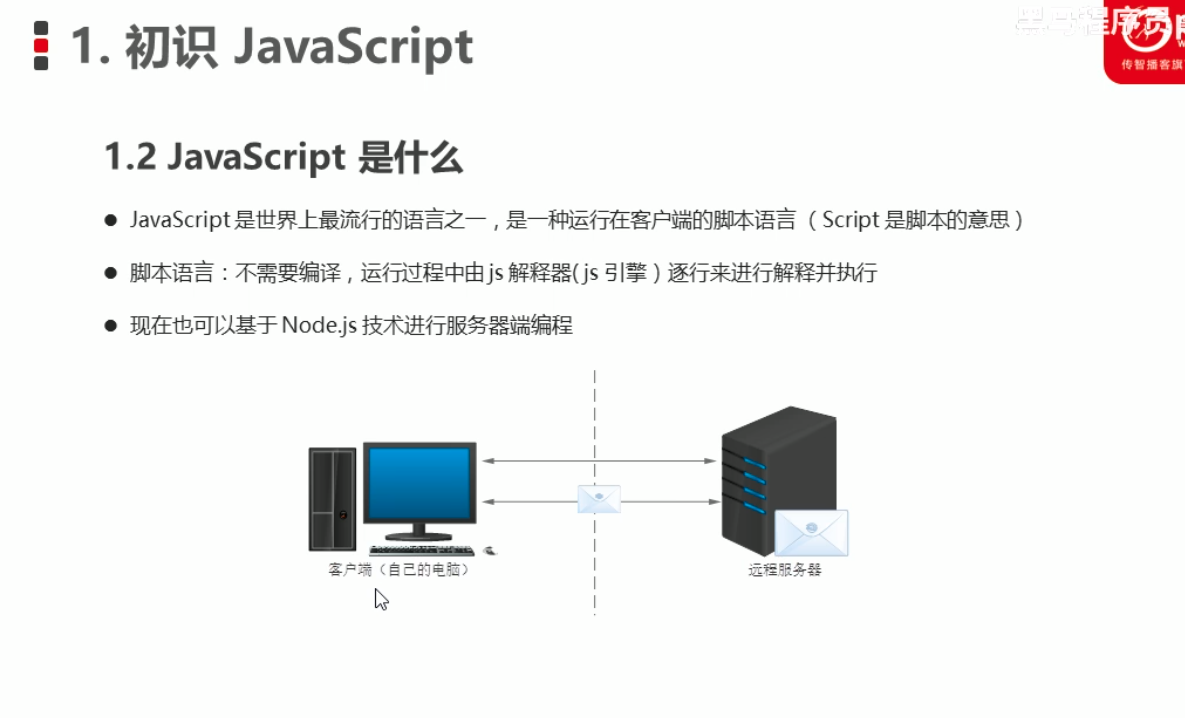 黑马程序员
1. 初识 JavaScript
传智播客旗
1.2 JavaScript 是什么
JavaScript 是世界上最流行的语言之一，是一种运行在客户端的脚本语言 （ Script 是脚本的意思 ）
脚本语言：不需要编译，运行过程中由 js 解释器( js 引擎 ) 逐行来进行解释并执行
现在也可以基于 Node.js 技术进行服务器端编程
客户端（自己的电脑）
远程服务器